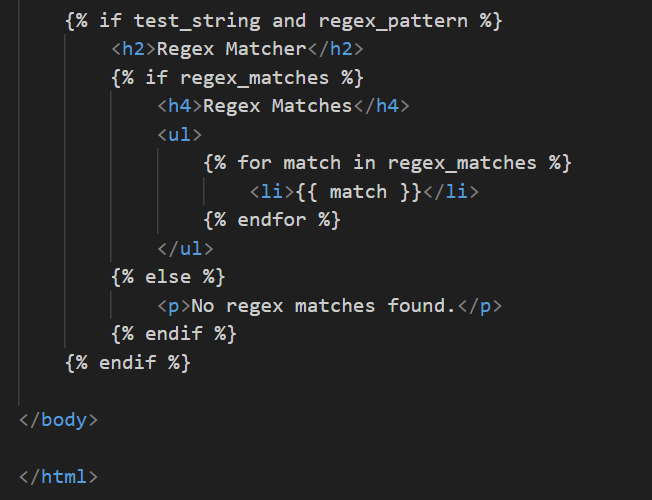 {% if test_string and regex_pattern %}
<h2>Regex Matcher</h2>
{% if regex_matches %}
<h4>Regex Matches</h4>
<ul>
{% for match in regex_matches %}
<li>{{ match }}</li>
{% endfor %}
</ul>
{% else %}
<p>No regex matches found.</p>
{% endif %}
{% endif %}
</body>
</html>